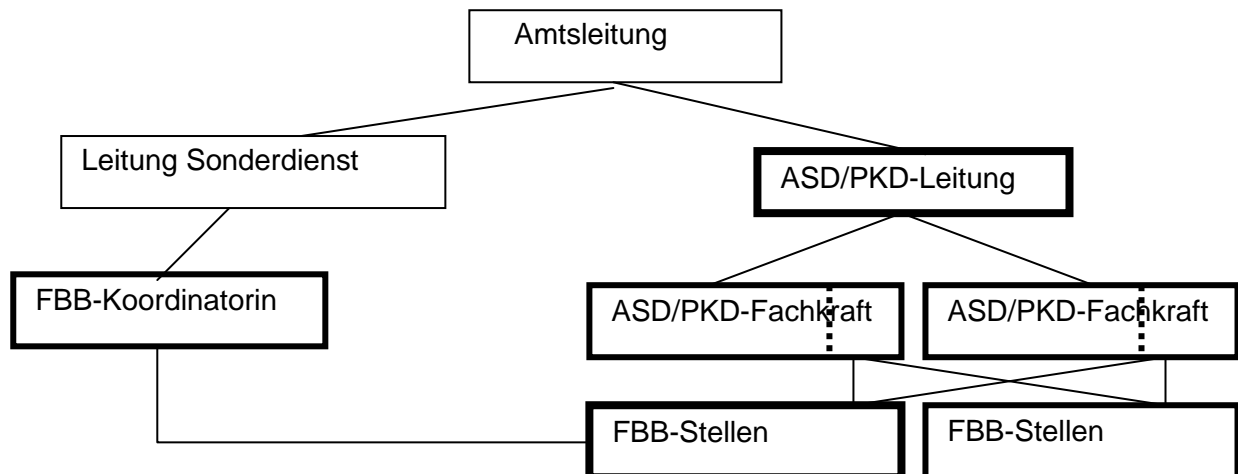 Amtsleitung
Leitung Sonderdienst
ASD/PKD-Leitung
FBB-Koordinatorin
ASD/PKD-Fachkraft
ASD/PKD-Fachkraft
FBB-Stellen
FBB-Stellen